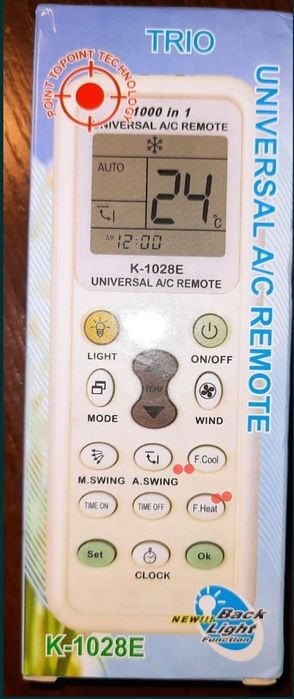 TRIO
POINT TOPOINT TECHNOLOGY
UNIVERSAL A/C REMOTE
1000 in 1
UNIVERSAL A/C REMOTE
AUTO
24°C
AM 12:00
K-1028E
UNIVERSAL A/C REMOTE
LIGHT
ON/OFF
TEMP
MODE
WIND
F.Cool
M.SWING
A.SWING
TIME ON
TIME OFF
F.Heat
Set
Ok
CLOCK
NEW!!! Back
Light
Function
K-1028E